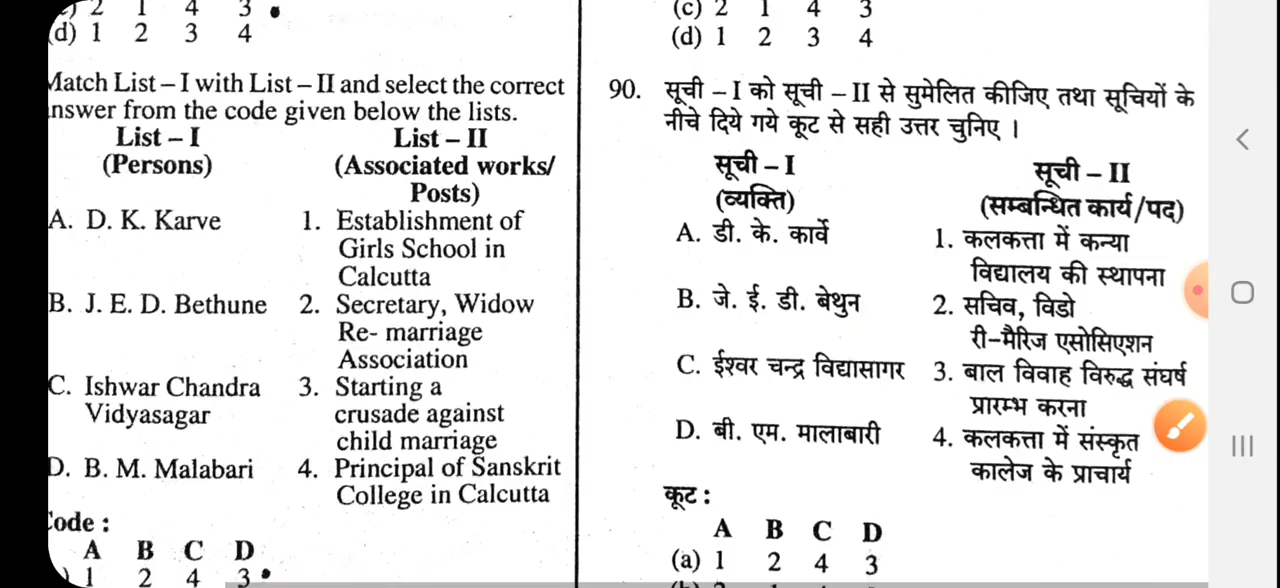 2 1 4 3
(d) 1 2 3 4
Match List – I with List – II and select the correct
answer from the code given below the lists.
List – I List – II
(Persons) (Associated works/
Posts)
A. D. K. Karve 1. Establishment of
Girls School in
Calcutta
B. J. E. D. Bethune 2. Secretary, Widow
Re- marriage
Association
C. Ishwar Chandra 3. Starting a
Vidyasagar crusade against
child marriage
D. B. M. Malabari 4. Principal of Sanskrit
College in Calcutta
Code :
A B C D
1 2 4 3
(c) 2 1 4 3
(d) 1 2 3 4
90. सूची – I को सूची – II से सुमेलित कीजिए तथा सूचियों के
नीचे दिये गये कूट से सही उत्तर चुनिए ।
सूची – I सूची – II
(व्यक्ति) (सम्बन्धित कार्य/पद)
A. डी. के. कार्वे 1. कलकत्ता में कन्या
विद्यालय की स्थापना
B. जे. ई. डी. बेथुन 2. सचिव, विडो
री-मैरिज एसोसिएशन
C. ईश्वर चन्द्र विद्यासागर 3. बाल विवाह विरुद्ध संघर्ष
प्रारम्भ करना
D. बी. एम. मालाबारी 4. कलकत्ता में संस्कृत
कालेज के प्राचार्य
कूट :
A B C D
(a) 1 2 4 3